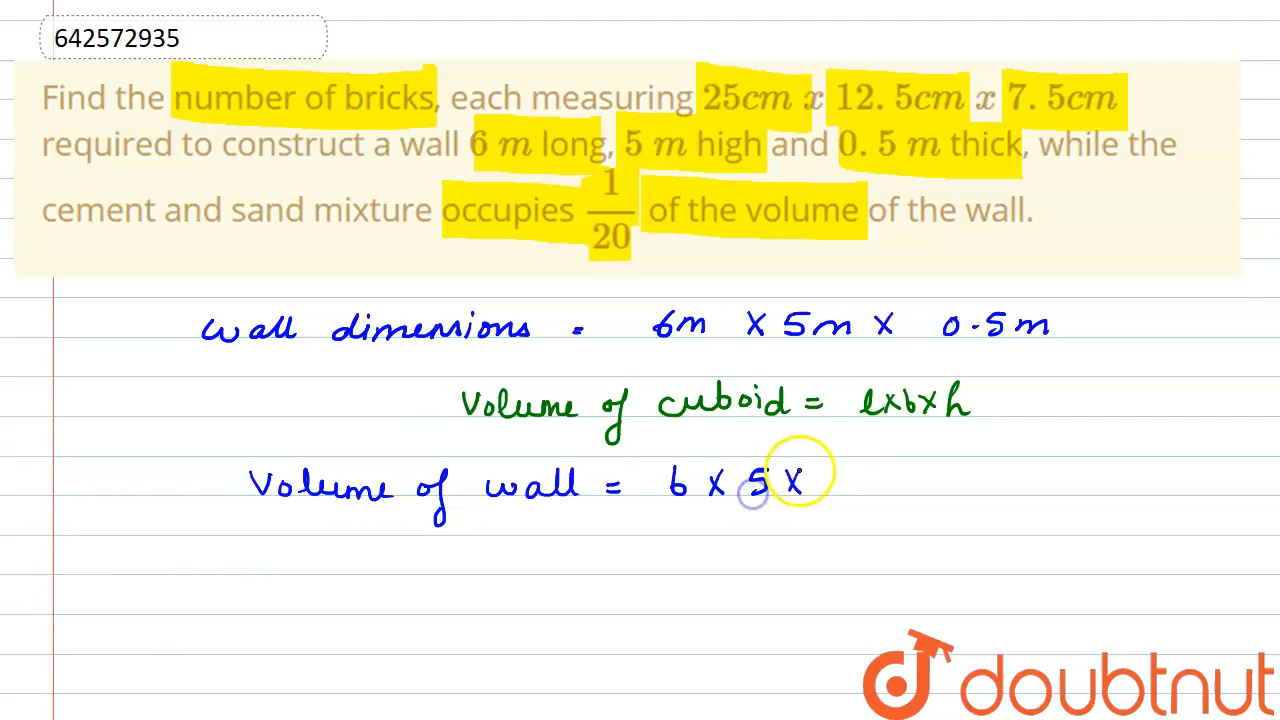 642572935
Find the number of bricks, each measuring 25cm x 12. 5cm x 7. 5cm
required to construct a wall 6 m long, 5 m high and 0. 5 m thick, while the
cement and sand mixture occupies 1/20 of the volume of the wall.
Wall dimensions = 6m X 5m X 0.5m
Volume of cuboid = l×b×h
Volume of wall = 6 X 5 X
doubtnut